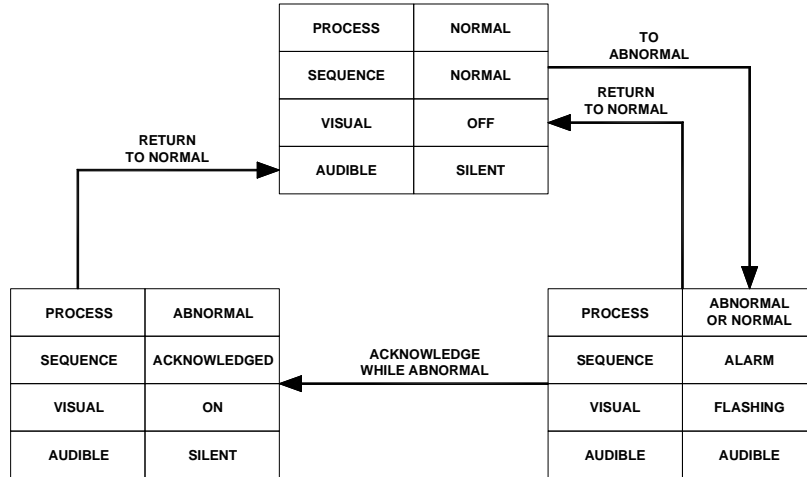 PROCESS NORMAL
SEQUENCE NORMAL
VISUAL OFF
AUDIBLE SILENT
TO
ABNORMAL
RETURN
TO NORMAL
RETURN
TO NORMAL
PROCESS ABNORMAL
SEQUENCE ACKNOWLEDGED
VISUAL ON
AUDIBLE SILENT
ACKNOWLEDGE
WHILE ABNORMAL
PROCESS ABNORMAL
OR NORMAL
SEQUENCE ALARM
VISUAL FLASHING
AUDIBLE AUDIBLE